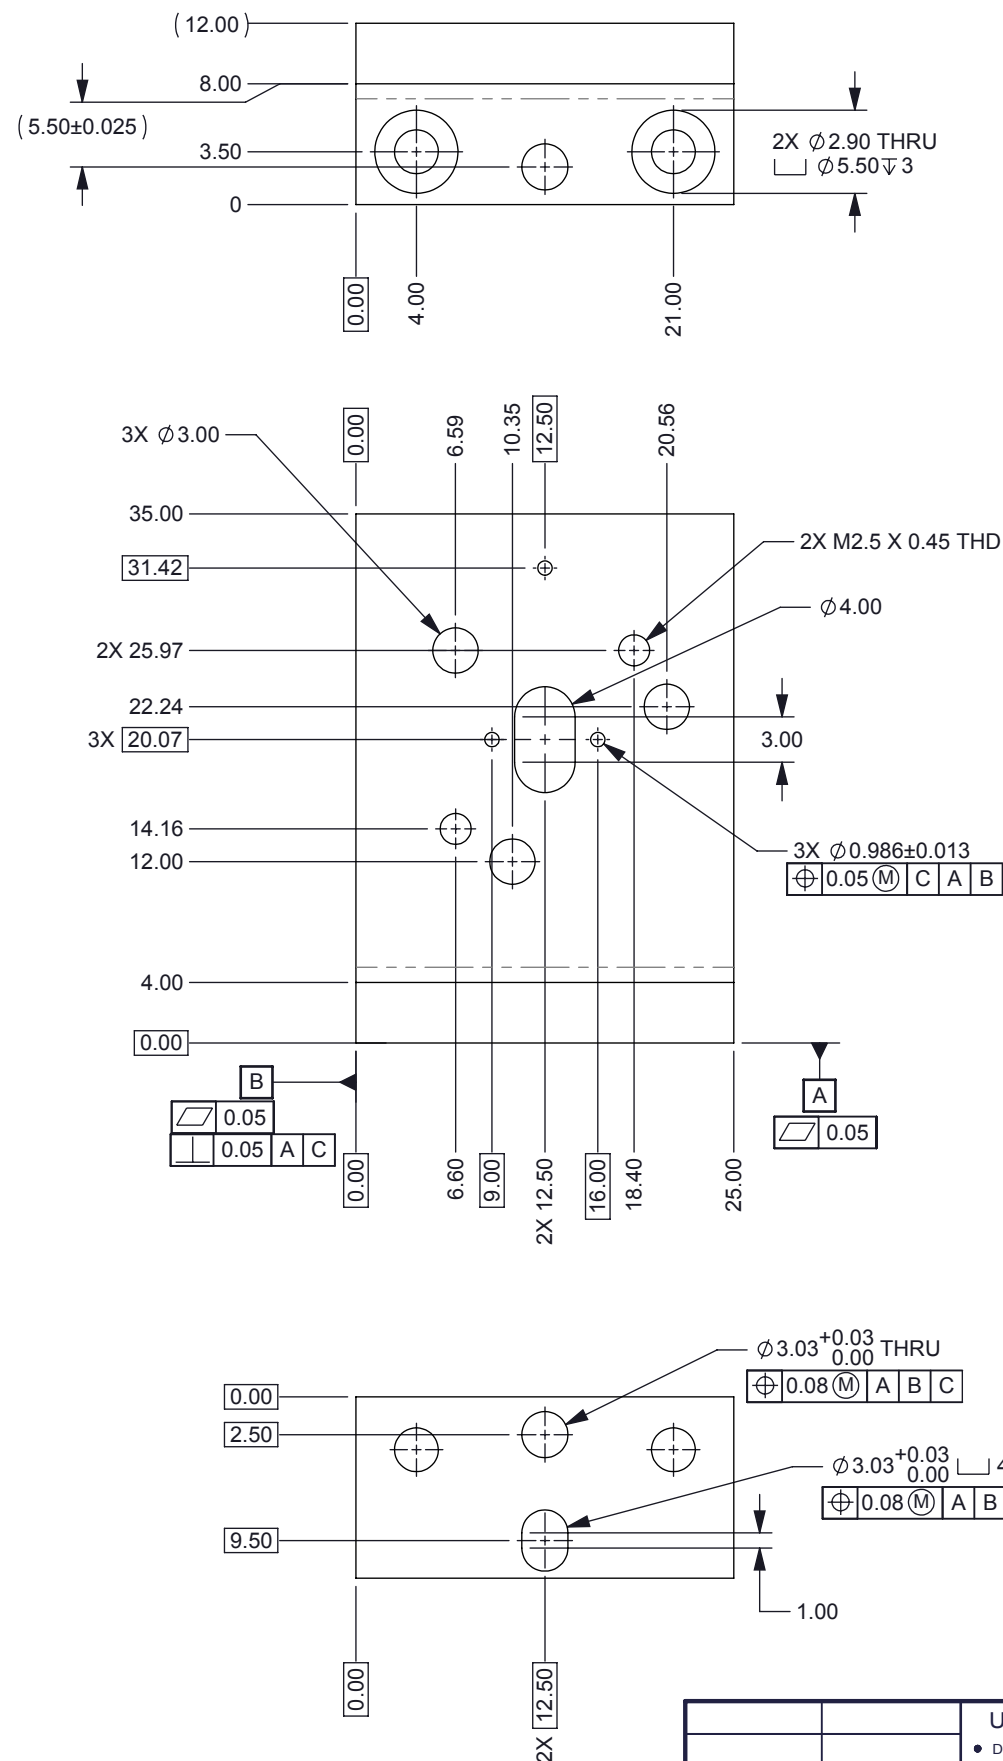 (12.00)
8.00
(5.50±0.025)
3.50
0
2X ∅2.90 THRU
⌴ ∅5.50↧3
0.00
4.00
21.00
3X ∅3.00
0.00
6.59
10.35
12.50
20.56
35.00
31.42
2X 25.97
22.24
3X 20.07
14.16
12.00
4.00
0.00
2X M2.5 X 0.45 THD
∅4.00
3.00
3X ∅0.986±0.013
⌖ 0.05 Ⓜ C A B
B
⏥ 0.05
⟂ 0.05 A C
A
⏥ 0.05
0.00
6.60
9.00
2X 12.50
16.00
18.40
25.00
∅3.03 +0.03 0.00 THRU
⌖ 0.08 Ⓜ A B C
0.00
2.50
9.50
∅3.03 +0.03 0.00 ⌴ 4
⌖ 0.08 Ⓜ A B
1.00
0.00
2X 12.50
U
• D